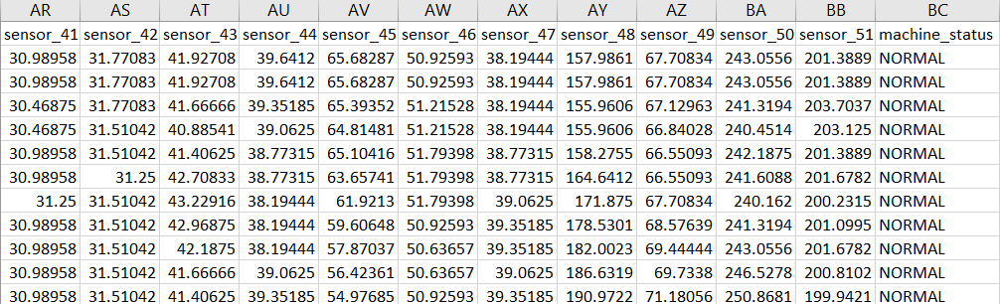 AR AS AT AU AV AW AX AY AZ BA BB BC
sensor_41 sensor_42 sensor_43 sensor_44 sensor_45 sensor_46 sensor_47 sensor_48 sensor_49 sensor_50 sensor_51 machine_status
30.98958 31.77083 41.92708 39.6412 65.68287 50.92593 38.19444 157.9861 67.70834 243.0556 201.3889 NORMAL
30.98958 31.77083 41.92708 39.6412 65.68287 50.92593 38.19444 157.9861 67.70834 243.0556 201.3889 NORMAL
30.46875 31.77083 41.66666 39.35185 65.39352 51.21528 38.19444 155.9606 67.12963 241.3194 203.7037 NORMAL
30.46875 31.51042 40.88541 39.0625 64.81481 51.21528 38.19444 155.9606 66.84028 240.4514 203.125 NORMAL
30.98958 31.51042 41.40625 38.77315 65.10416 51.79398 38.77315 158.2755 66.55093 242.1875 201.3889 NORMAL
30.98958 31.25 42.70833 38.77315 63.65741 51.79398 38.77315 164.6412 66.55093 241.6088 201.6782 NORMAL
31.25 31.51042 43.22916 38.19444 61.9213 51.79398 39.0625 171.875 67.70834 240.162 200.2315 NORMAL
30.98958 31.51042 42.96875 38.19444 59.60648 50.92593 39.35185 178.5301 68.57639 241.3194 201.0995 NORMAL
30.98958 31.51042 42.1875 38.19444 57.87037 50.63657 39.35185 182.0023 69.44444 243.0556 201.6782 NORMAL
30.98958 31.51042 41.66666 39.0625 56.42361 50.63657 39.0625 186.6319 69.7338 246.5278 200.8102 NORMAL
30.98958 31.51042 41.40625 39.35185 54.97685 50.92593 39.35185 190.9722 71.18056 250.8681 199.9421 NORMAL